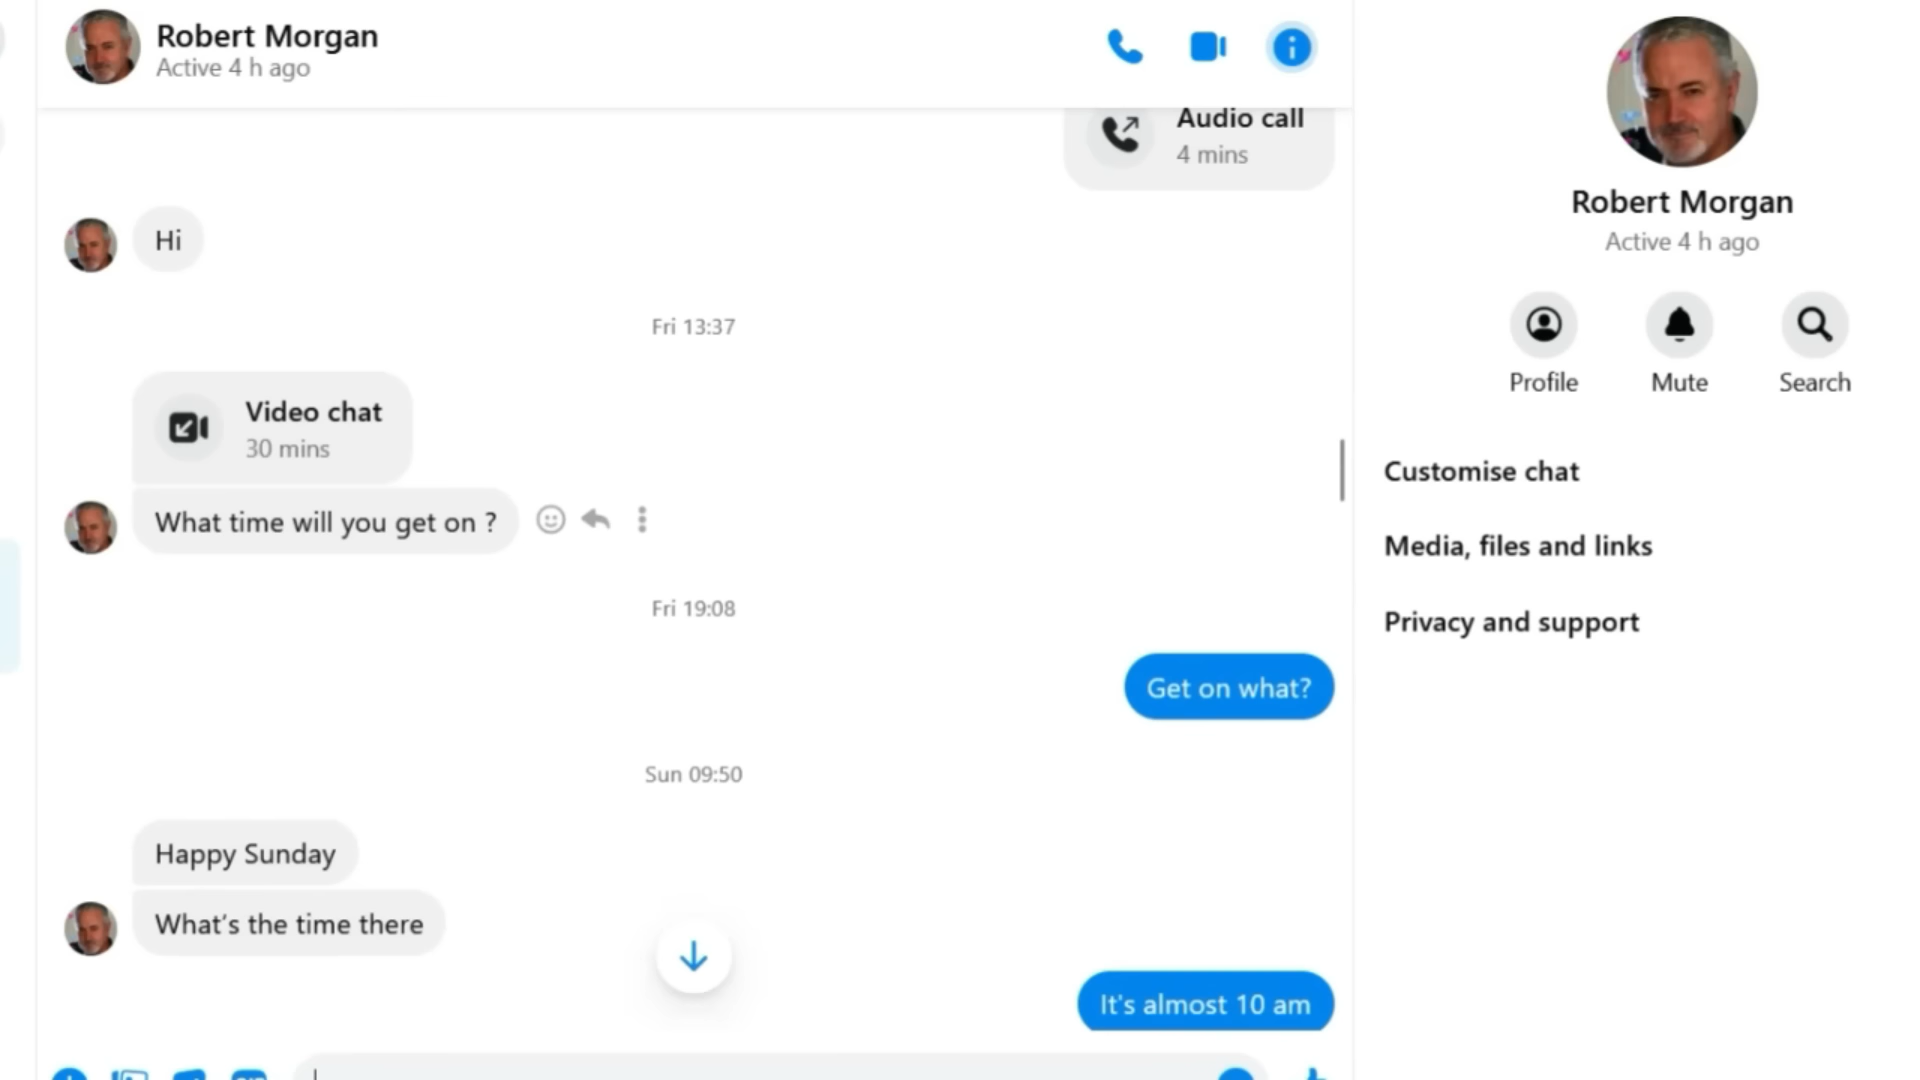 Robert Morgan
Active 4 h ago
Audio call
4 mins
Hi
Fri 13:37
Video chat
30 mins
What time will you get on ?
Fri 19:08
Get on what?
Sun 09:50
Happy Sunday
What's the time there
It's almost 10 am
Robert Morgan
Active 4 h ago
Profile
Mute
Search
Customise chat
Media, files and links
Privacy and support